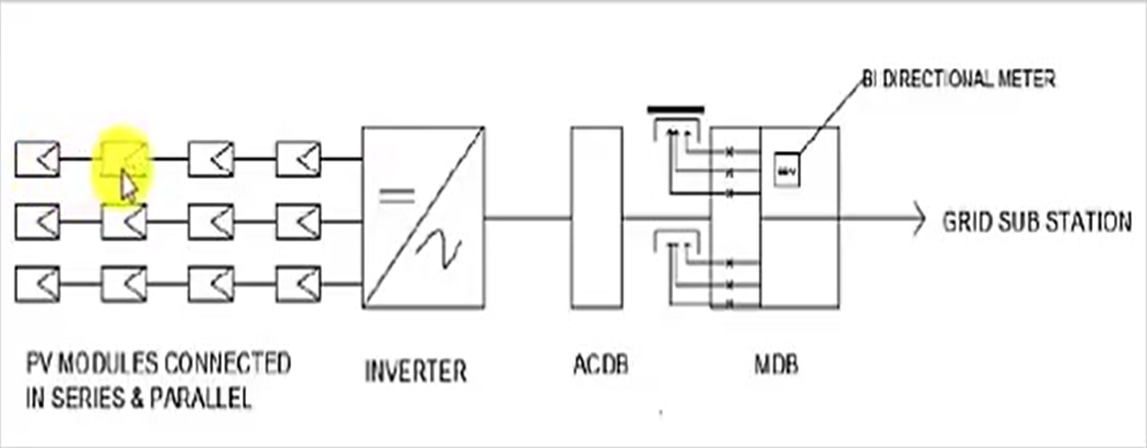 BI DIRECTIONAL METER
GRID SUB STATION
PV MODULES CONNECTED
IN SERIES & PARALLEL
INVERTER
ACDB
MDB